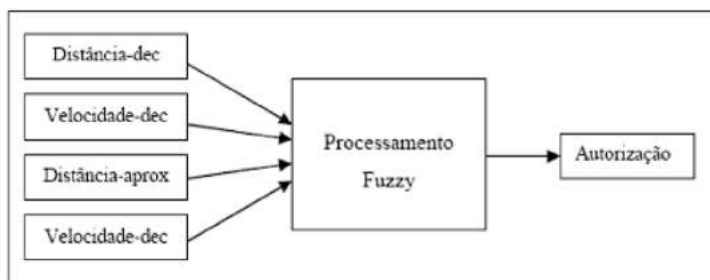 Distância-dec
Velocidade-dec
Distância-aprox
Velocidade-dec
Processamento
Fuzzy
Autorização